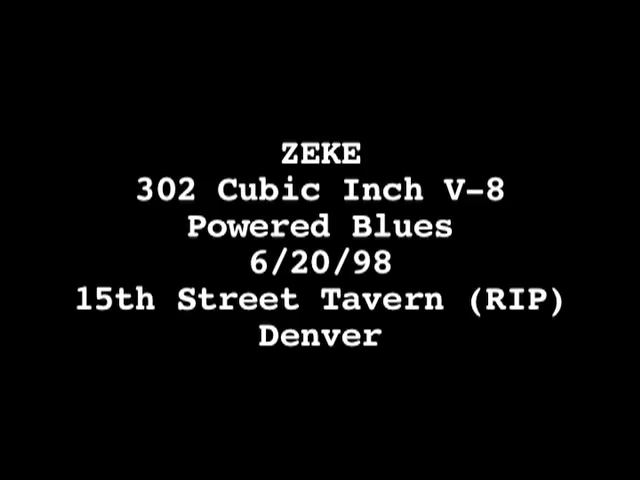 ZEKE
302 Cubic Inch V-8
Powered Blues
6/20/98
15th Street Tavern (RIP)
Denver